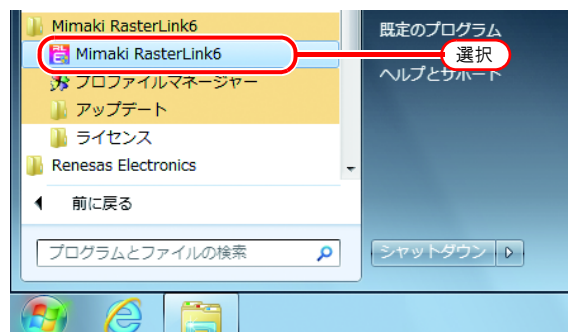 Mimaki RasterLink6
Mimaki RasterLink6
プロファイルマネージャー
アップデート
ライセンス
Renesas Electronics
前に戻る
プログラムとファイルの検索
既定のプログラム
選択
ヘルプとサポート
シャットダウン